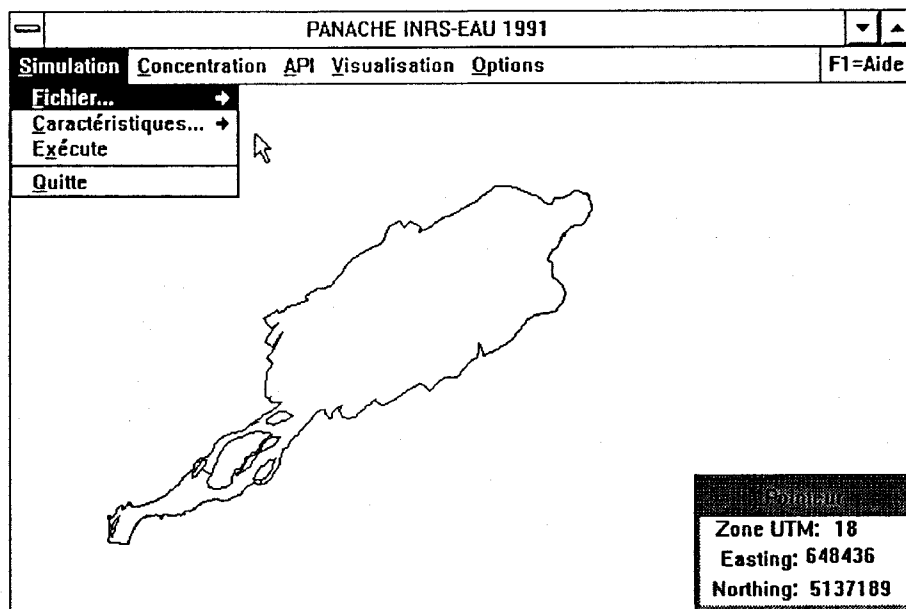 PANACHE INRS-EAU 1991
Simulation Concentration API Visualisation Options F1=Aide
Fichier...
Caractéristiques...
Exécute
Quitte
Pointeur
Zone UTM: 18
Easting: 648436
Northing: 5137189